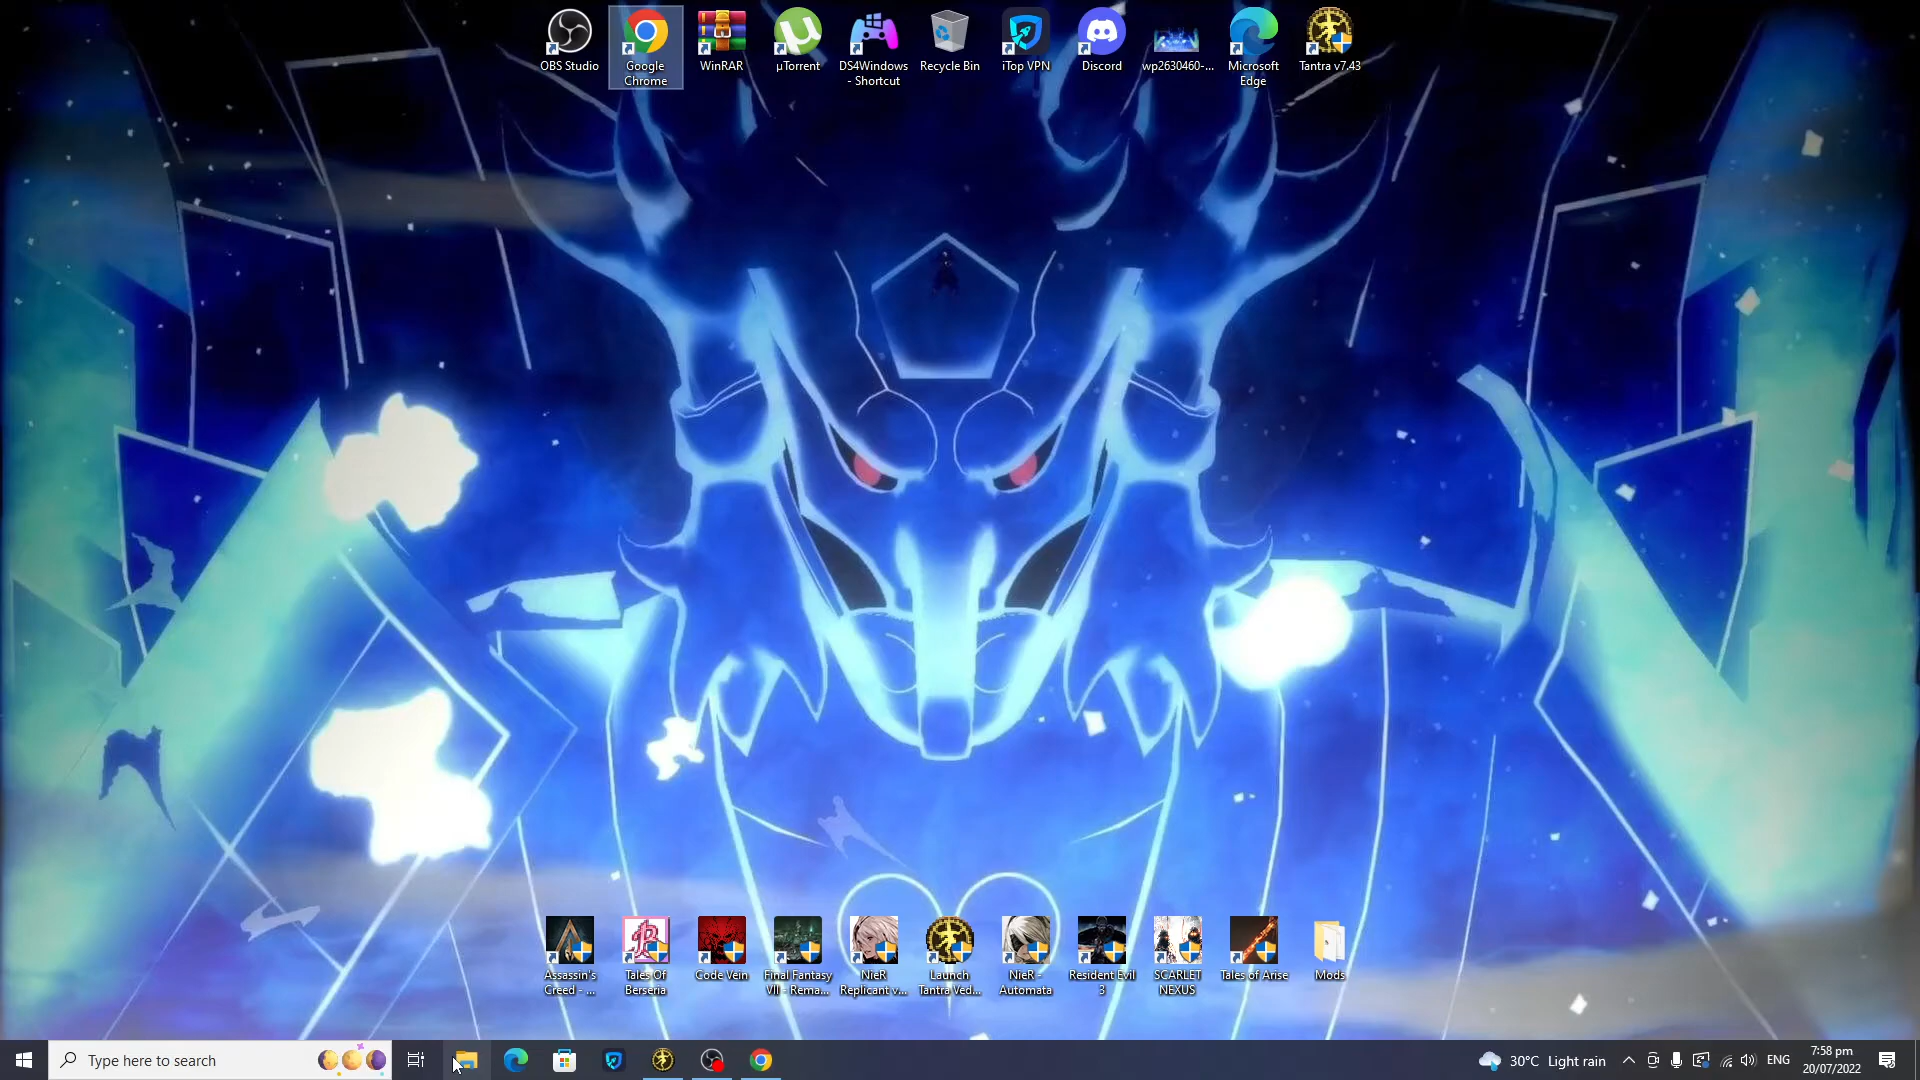 OBS Studio
Google
Chrome
WinRAR
µTorrent
DS4Windows
- Shortcut
Recycle Bin
iTop VPN
Discord
wp2630460-...
Microsoft
Edge
Tantra v7.43
Assassin's
Creed - ...
Tales Of
Berseria
Code Vein
Final Fantasy
VII - Rema...
NieR
Replicant v...
Launch
Tantra Ved...
NieR -
Automata
Resident Evil
3
SCARLET
NEXUS
Tales of Arise
Mods
Type here to search
30°C Light rain
ENG
7:58 pm
20/07/2022